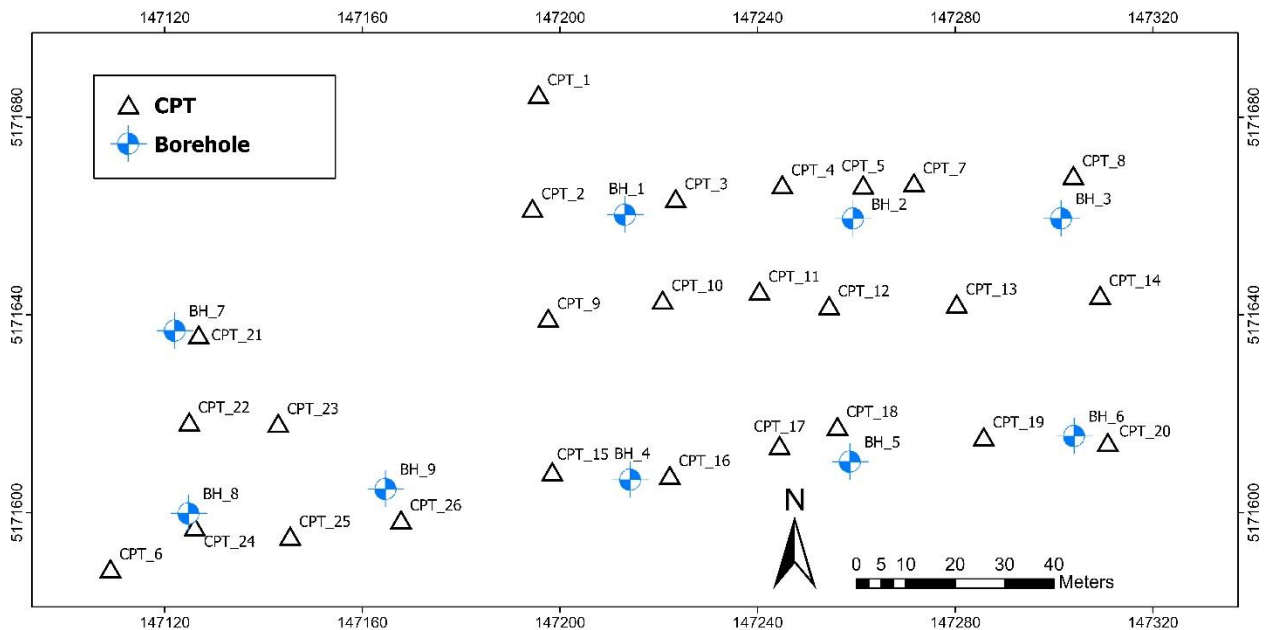 147120 147160 147200 147240 147280 147320
CPT_1
5171680 5171680
CPT
Borehole
CPT_2 BH_1 CPT_3 CPT_4 CPT_5 CPT_7 CPT_8
BH_2 BH_3
CPT_9 CPT_10 CPT_11 CPT_12 CPT_13 CPT_14
5171640 BH_7 5171640
CPT_21
CPT_22 CPT_23
CPT_17 CPT_18 CPT_19 BH_6
CPT_15 BH_4 CPT_16 BH_5 CPT_20
BH_9
5171600 BH_8 CPT_26 5171600
CPT_24 CPT_25
CPT_6
N
0 5 10 20 30 40
Meters
147120 147160 147200 147240 147280 147320